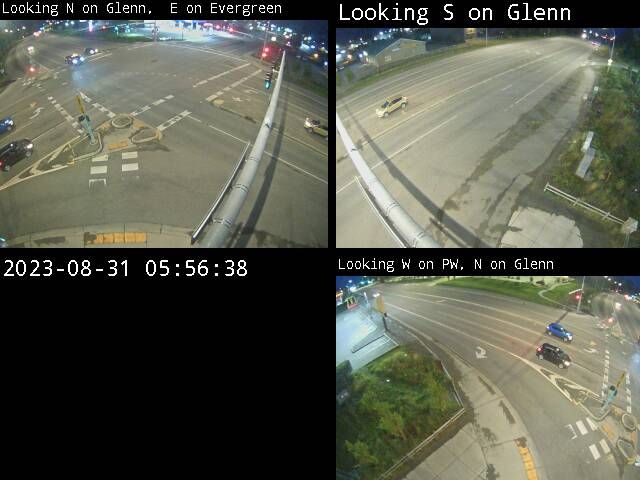 Looking N on Glenn,  E on Evergreen
Looking S on Glenn
2023-08-31 05:56:38
Looking W on PW, N on Glenn